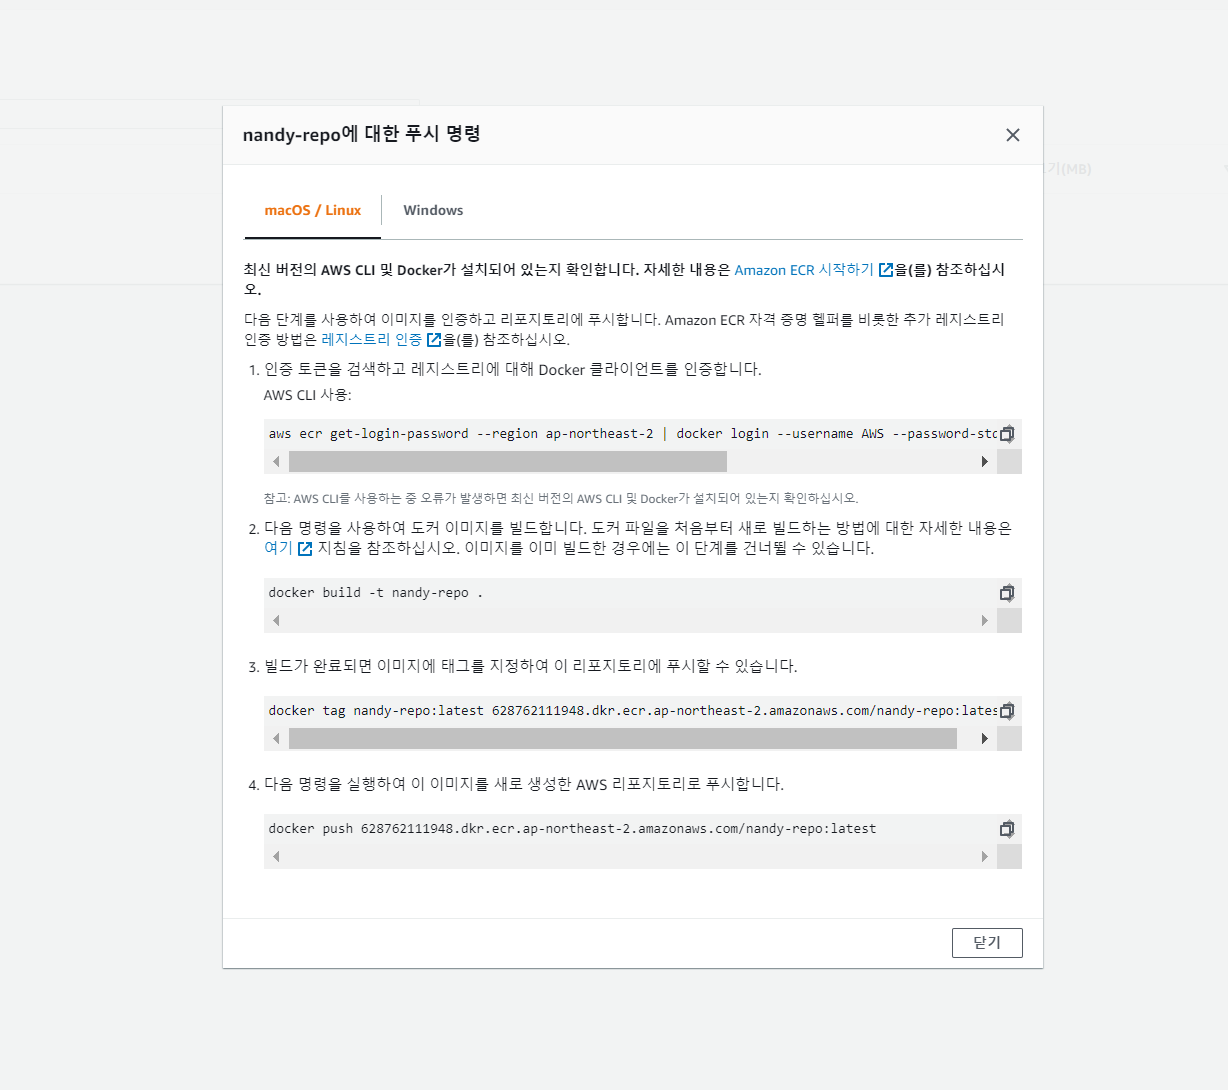 nandy-repo에 대한 푸시 명령
기(MB)
macOS / Linux
Windows
최신 버전의 AWS CLI 및 Docker가 설치되어 있는지 확인합니다. 자세한 내용은 Amazon ECR 시작하기 을(를) 참조하십시
오.
다음 단계를 사용하여 이미지를 인증하고 리포지토리에 푸시합니다. Amazon ECR 자격 증명 헬퍼를 비롯한 추가 레지스트리
인증 방법은 레지스트리 인증 을(를) 참조하십시오.
1. 인증 토큰을 검색하고 레지스트리에 대해 Docker 클라이언트를 인증합니다.
AWS CLI 사용:
aws ecr get-login-password --region ap-northeast-2 | docker login --username AWS --password-std
참고: AWS CLI를 사용하는 중 오류가 발생하면 최신 버전의 AWS CLI 및 Docker가 설치되어 있는지 확인하십시오.
2. 다음 명령을 사용하여 도커 이미지를 빌드합니다. 도커 파일을 처음부터 새로 빌드하는 방법에 대한 자세한 내용은
여기 지침을 참조하십시오. 이미지를 이미 빌드한 경우에는 이 단계를 건너뛸 수 있습니다.
docker build -t nandy-repo .
3. 빌드가 완료되면 이미지에 태그를 지정하여 이 리포지토리에 푸시할 수 있습니다.
docker tag nandy-repo:latest 628762111948.dkr.ecr.ap-northeast-2.amazonaws.com/nandy-repo:lates
4. 다음 명령을 실행하여 이 이미지를 새로 생성한 AWS 리포지토리로 푸시합니다.
docker push 628762111948.dkr.ecr.ap-northeast-2.amazonaws.com/nandy-repo:latest
닫기